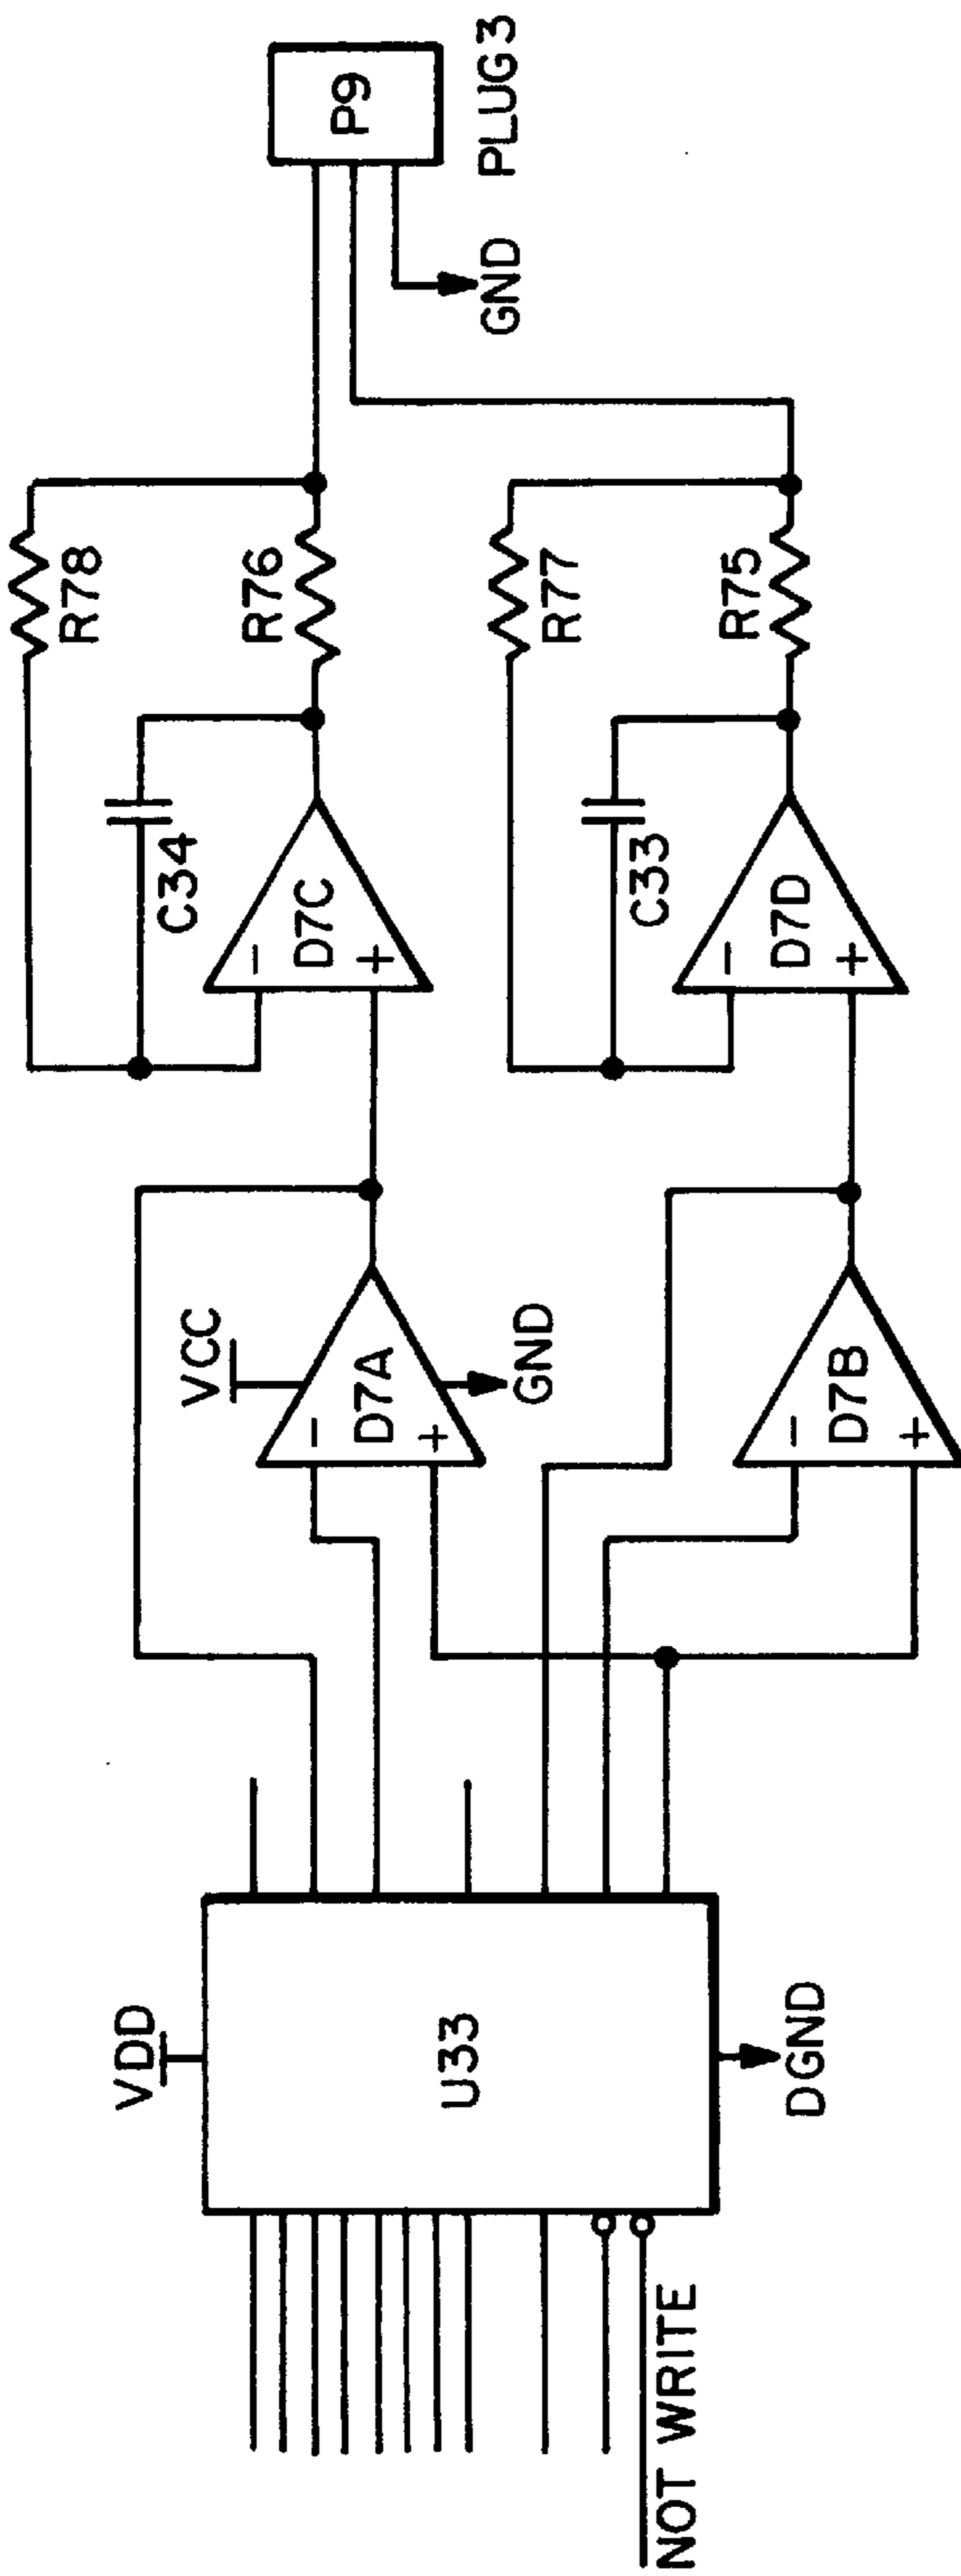 VDD
U33
DGND
NOT WRITE
VCC
D7A
-
+
GND
D7B
-
+
R78
C34
R76
D7C
-
+
R77
C33
R75
D7D
-
+
P9
PLUG3
GND